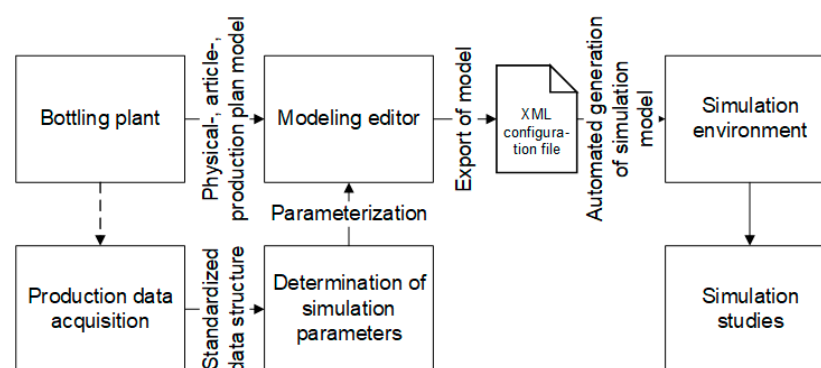 Bottling plant
Physical-, article-,
production plan model
Modeling editor
Export of model
XML
configura-
tion file
Automated generation
of simulation
model
Simulation
environment
Parameterization
Production data
acquisition
Standardized
data structure
Determination of
simulation
parameters
Simulation
studies